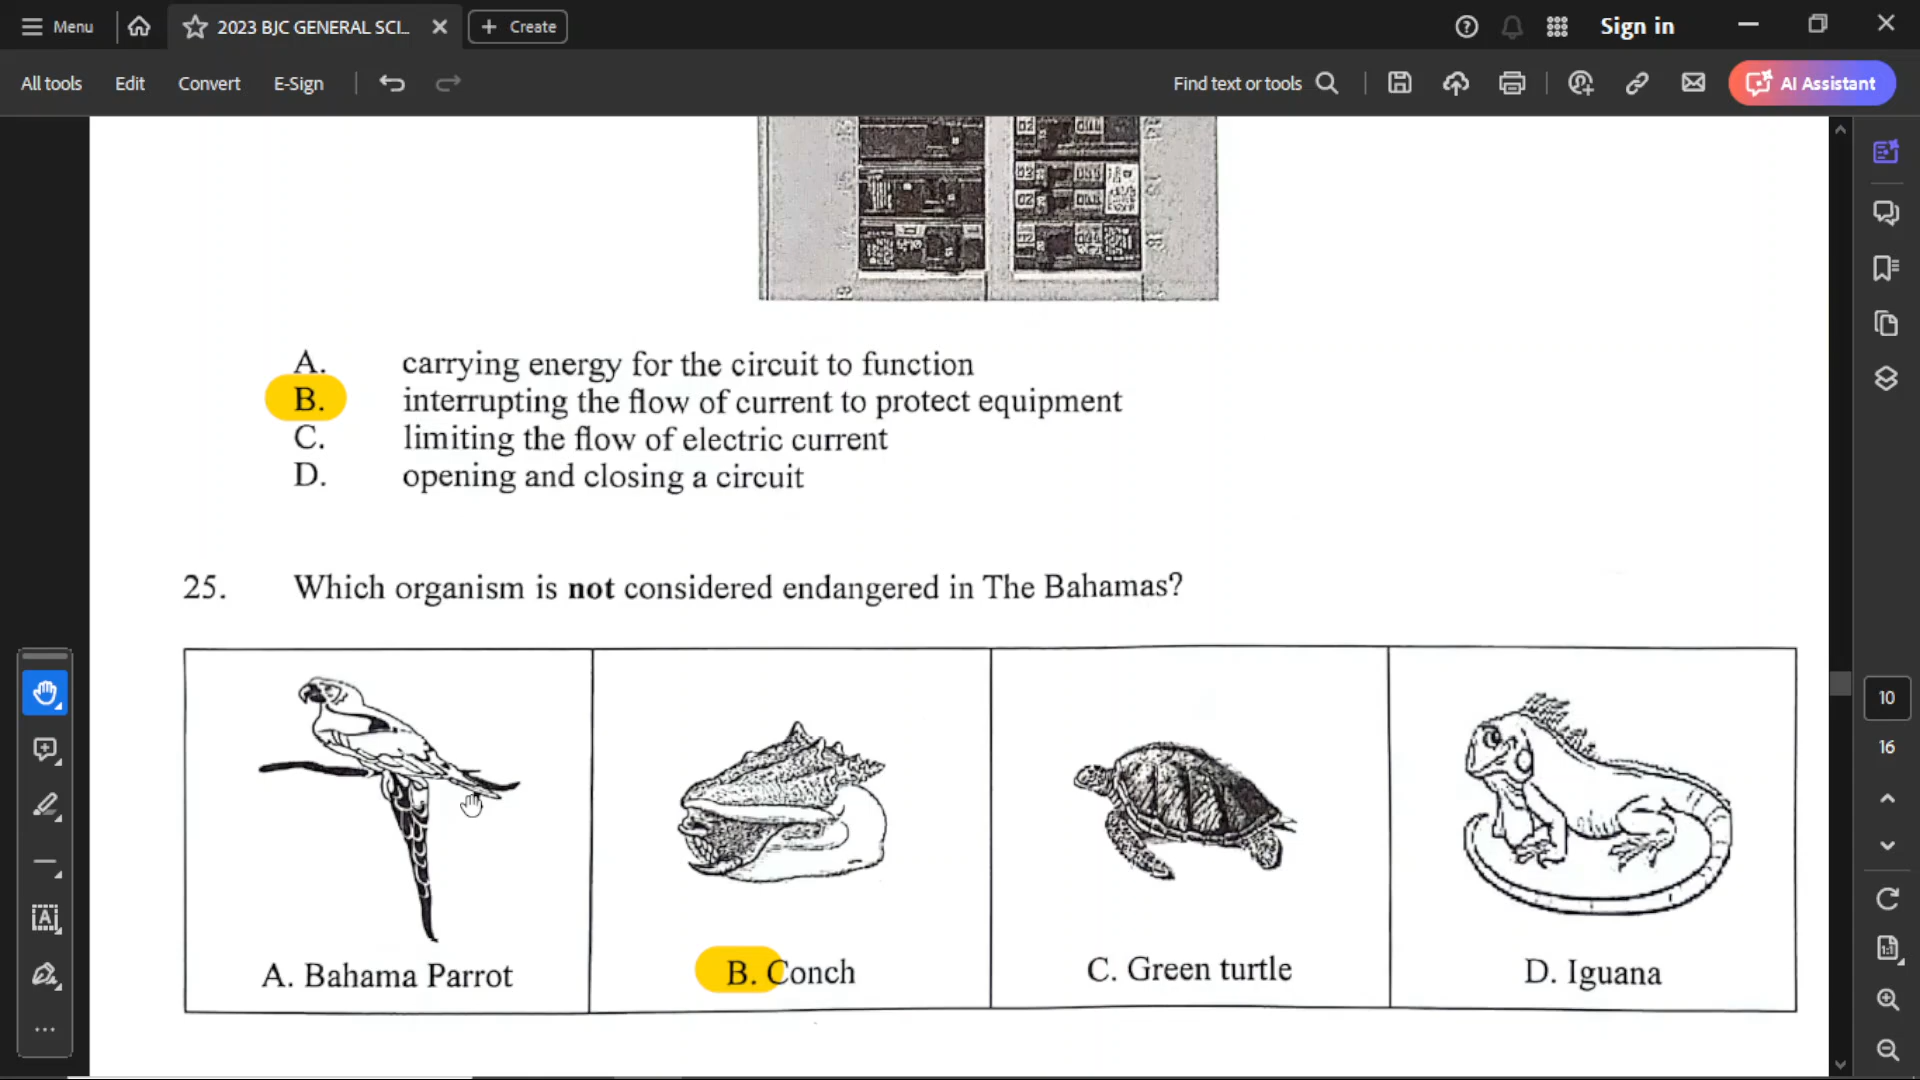 Menu
2023 BJC GENERAL SCI...
Create
Sign in
All tools
Edit
Convert
E-Sign
Find text or tools
AI Assistant
A. carrying energy for the circuit to function
B. interrupting the flow of current to protect equipment
C. limiting the flow of electric current
D. opening and closing a circuit
25. Which organism is not considered endangered in The Bahamas?
A. Bahama Parrot
B. Conch
C. Green turtle
D. Iguana
10
16